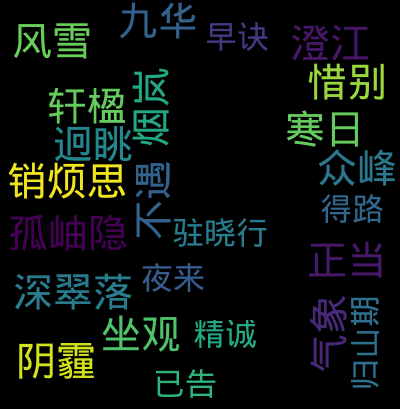 九华
风雪
早诀
澄江
惜别
烟岚
轩楹
寒日
迥眺
众峰
销烦思
不遇
得路
孤岫隐
驻晓行
正当
夜来
深翠落
气象
归山期
坐观
精诚
阴霾
已告